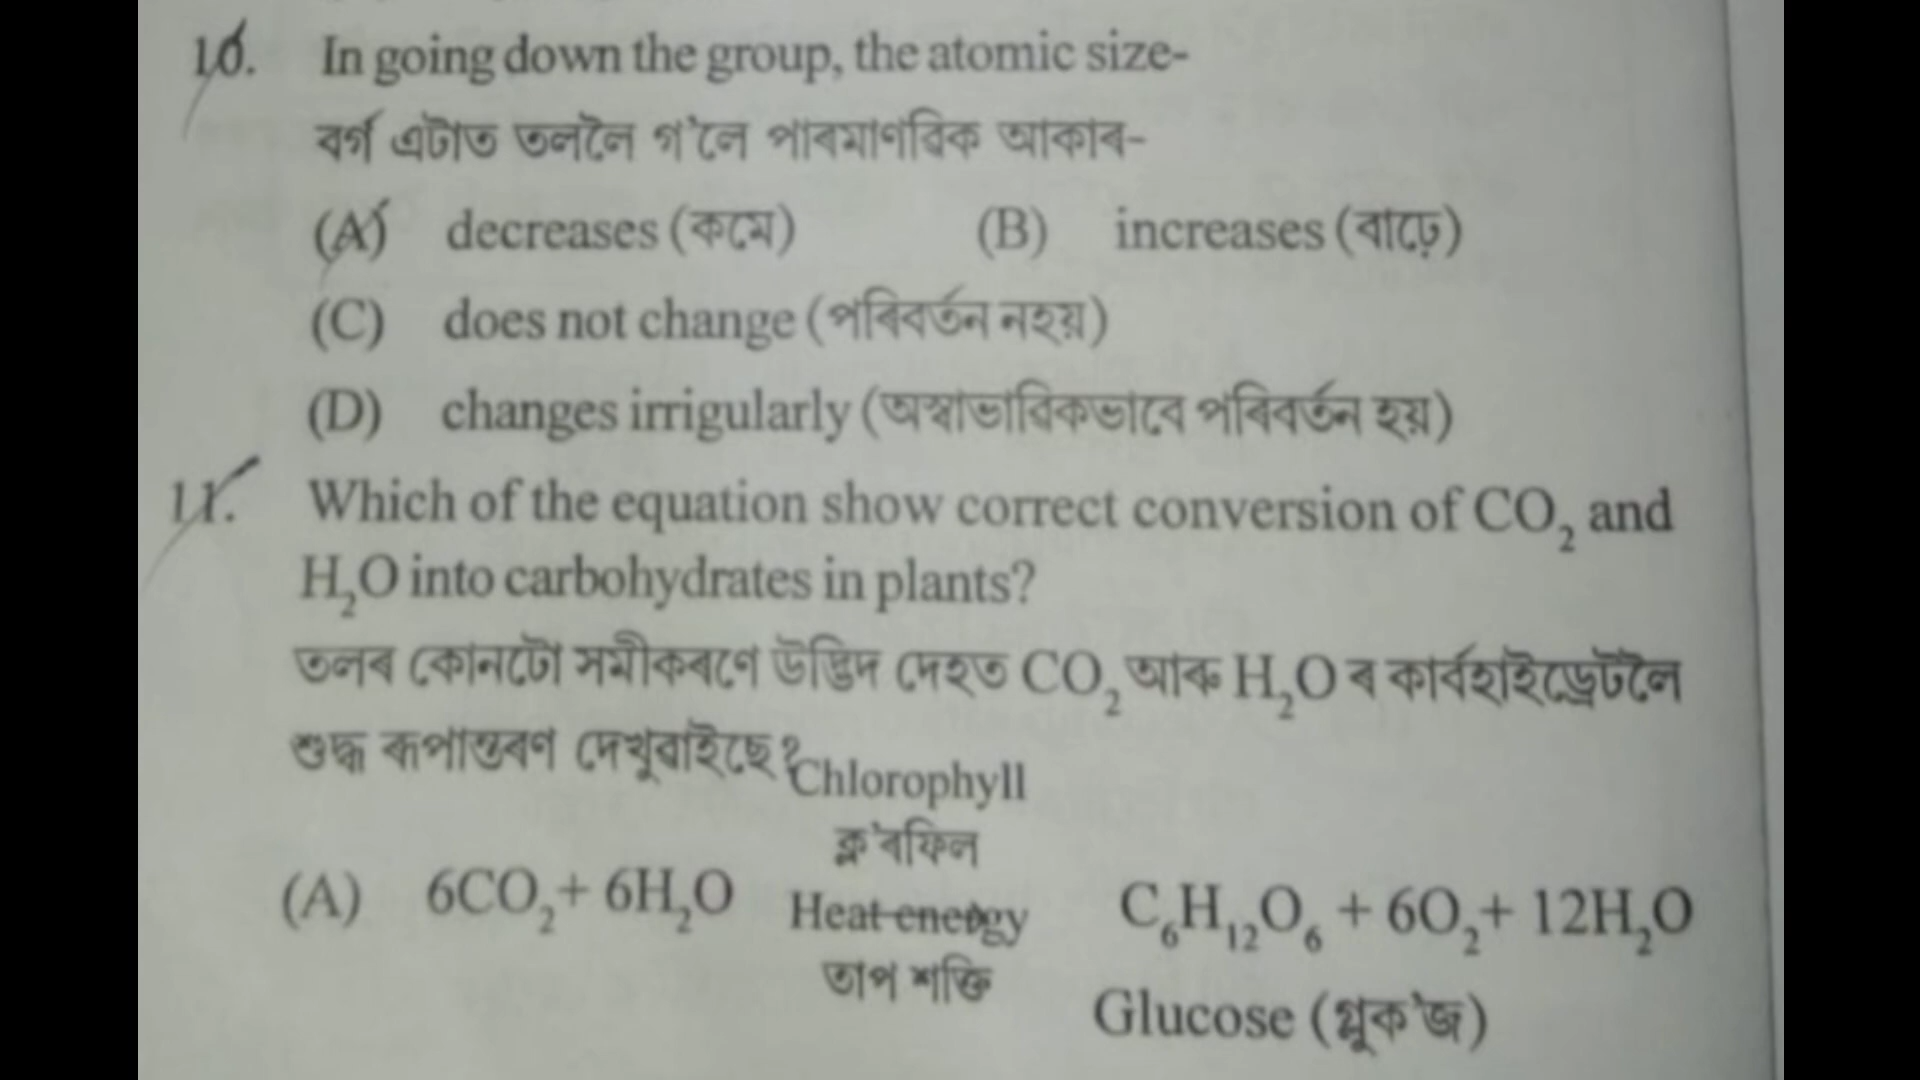 10. In going down the group, the atomic size-
বৰ্গ এটাত তললৈ গ'লে পাৰমাণৱিক আকাৰ-
(A) decreases (কমে) (B) increases (বাঢ়ে)
(C) does not change (পৰিবৰ্তন নহয়)
(D) changes irrigularly (অস্বাভাৱিকভাবে পৰিবৰ্তন হয়)
11. Which of the equation show correct conversion of CO₂ and
H₂O into carbohydrates in plants?
তলৰ কোনটো সমীকৰণে উদ্ভিদ দেহত CO₂ আৰু H₂O ৰ কাৰ্বহাইড্ৰেটলৈ
শুদ্ধ ৰূপান্তৰণ দেখুৱাইছে?
Chlorophyll
ক্ল'ৰফিল
(A) 6CO₂+ 6H₂O Heat energy C₆H₁₂O₆ + 6O₂+ 12H₂O
তাপ শক্তি
Glucose (গ্লুক'জ)